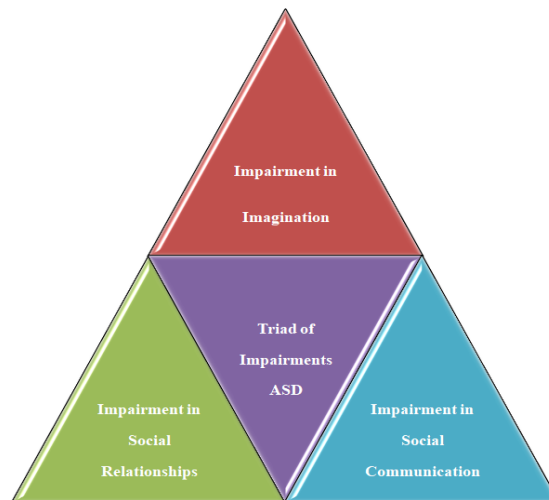 Impairment in
Imagination
Triad of
Impairments
ASD
Impairment in
Social
Relationships
Impairment in
Social
Communication